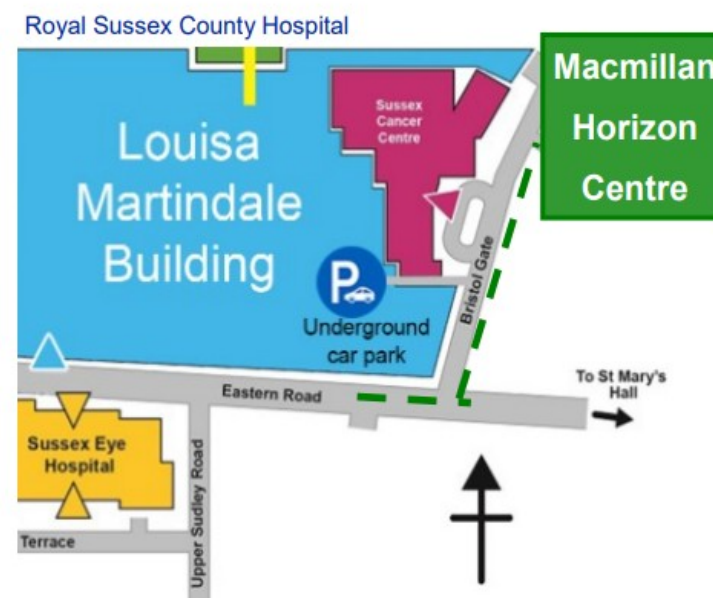 Royal Sussex County Hospital
Macmillan
Horizon
Centre
Sussex
Cancer
Centre
Louisa
Martindale
Building
P
Underground
car park
Bristol Gate
Eastern Road
To St Mary's
Hall
Sussex Eye
Hospital
Upper Sudley Road
Terrace